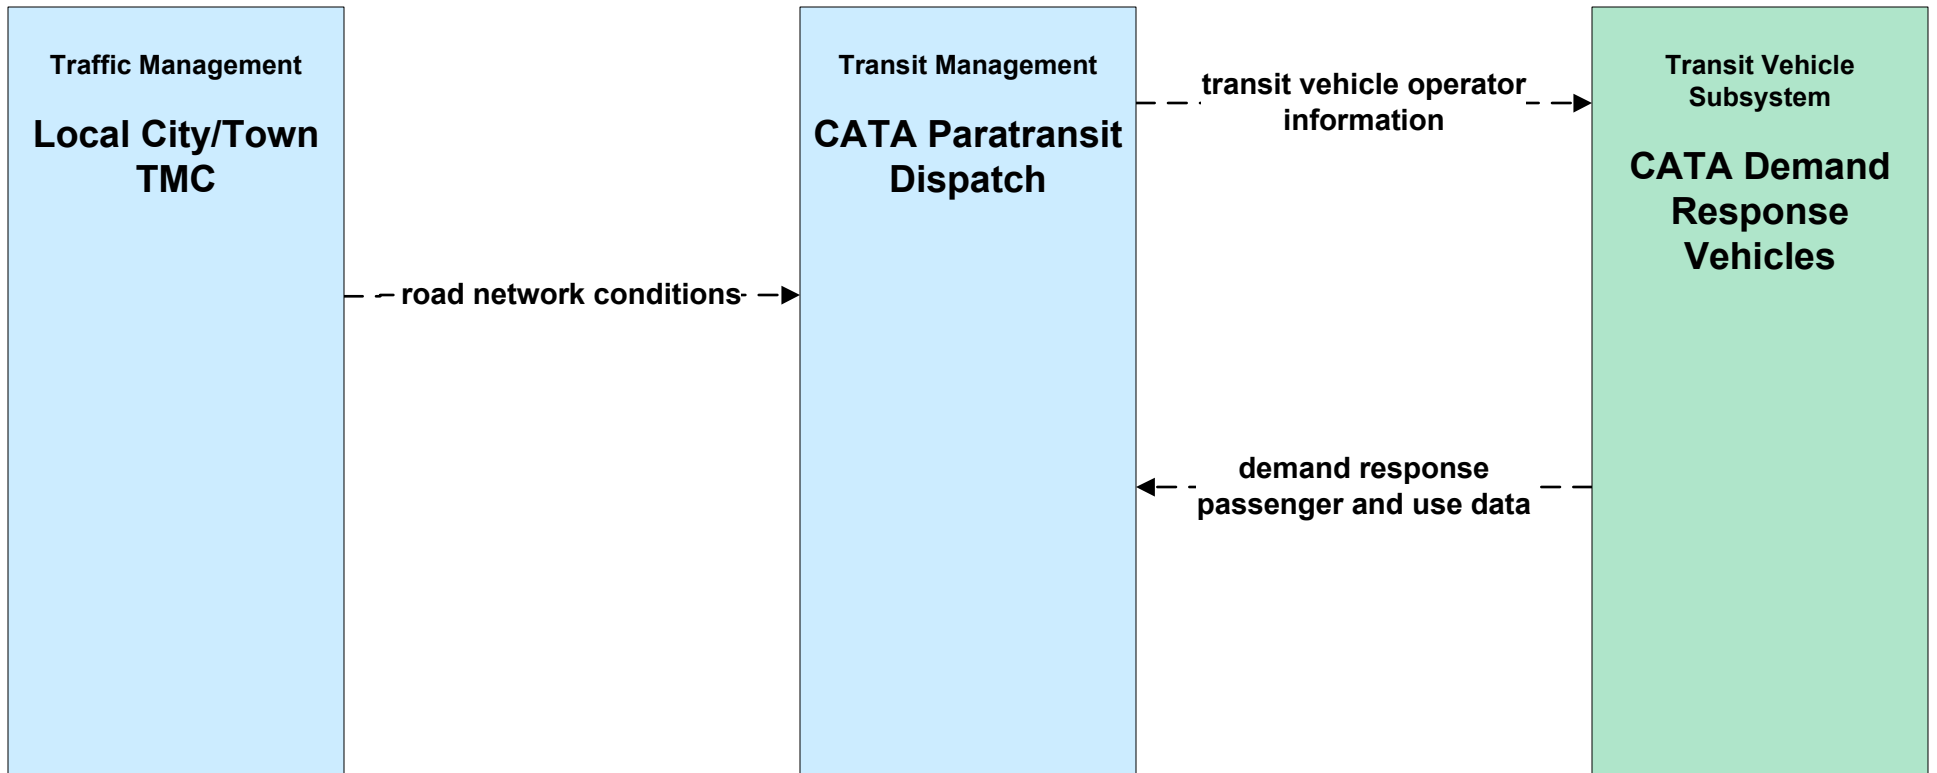 Traffic Management
Local City/Town
TMC
Transit Management
CATA Paratransit
Dispatch
transit vehicle operator
information
Transit Vehicle
Subsystem
CATA Demand
Response
Vehicles
road network conditions
demand response
passenger and use data